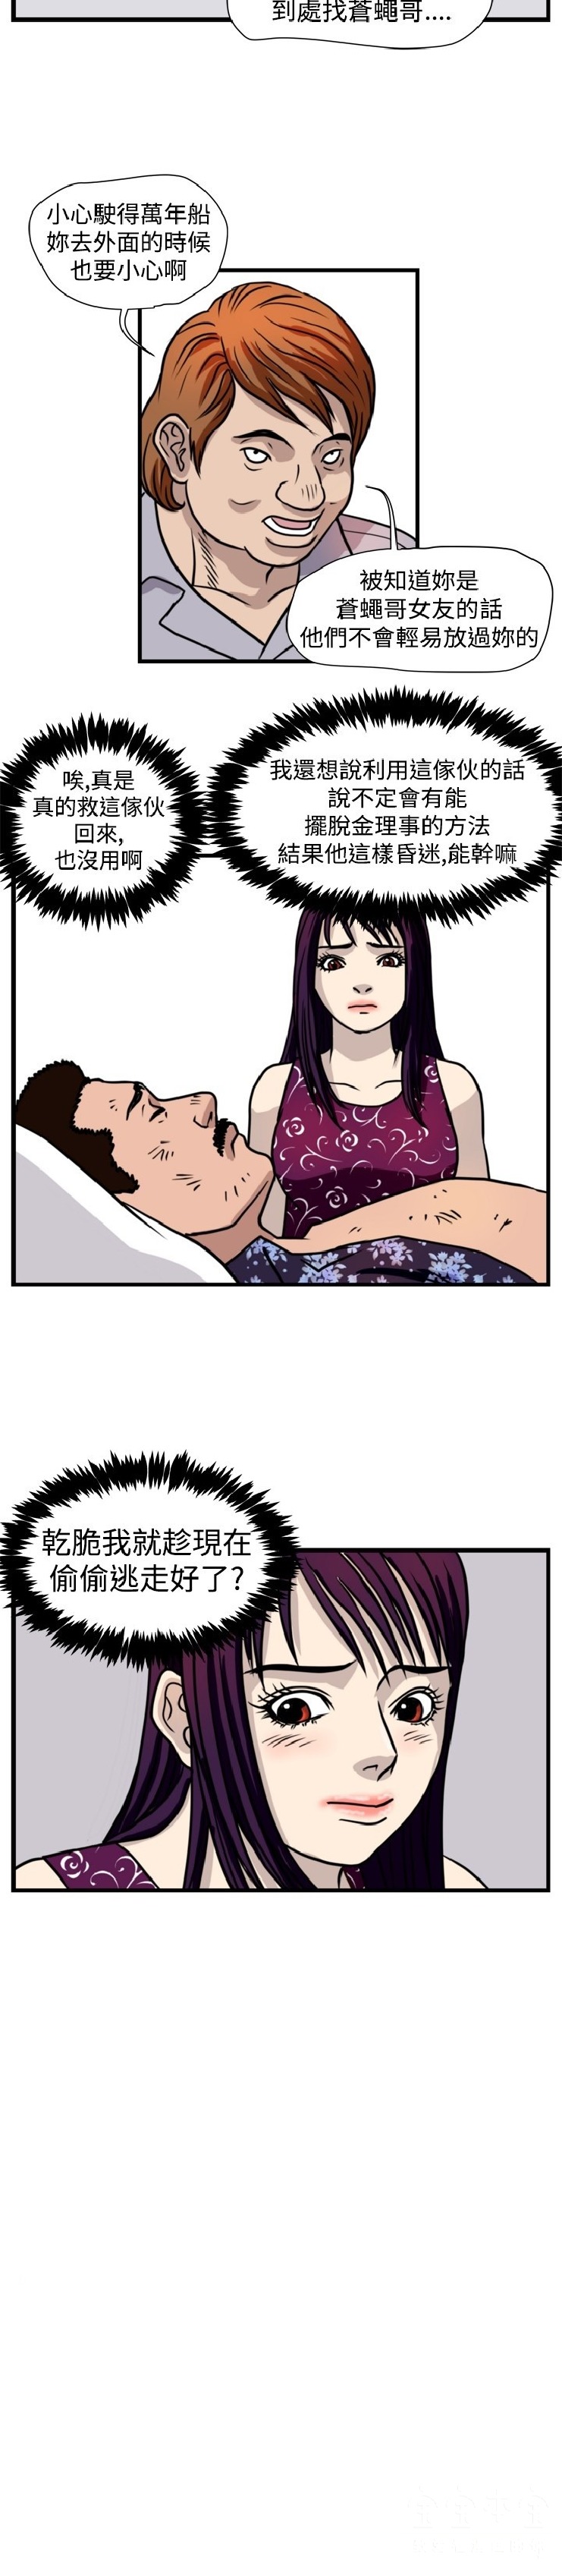 到處找蒼蠅哥....
小心駛得萬年船
妳去外面的時候
也要小心啊
被知道妳是
蒼蠅哥女友的話
他們不會輕易放過妳的
唉,真是
真的救這傢伙
回來,
也沒用啊
我還想說利用這傢伙的話
說不定會有能
擺脫金理事的方法
結果他這樣昏迷,能幹嘛
乾脆我就趁現在
偷偷逃走好了?